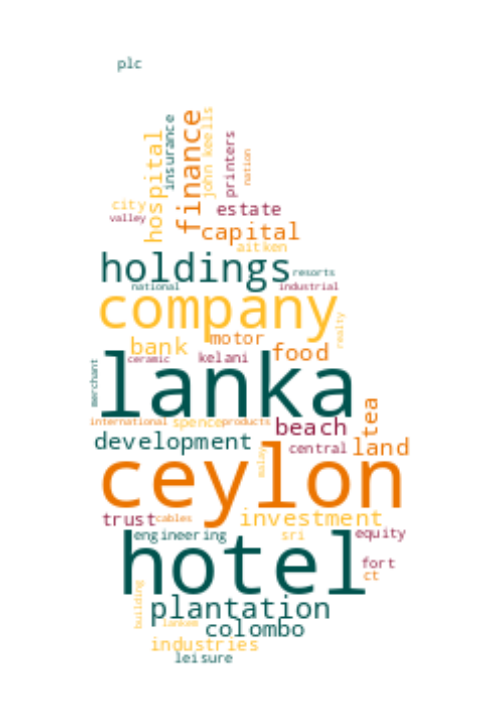 plc
hospital
insurance
finance
john keells
printers
nation
city
valley
estate
capital
aitken
holdings
resorts
national
industrial
company
realty
bank
motor
food
ceramic
kelani
merchant
lanka
tea
international
spence
products
beach
development
central
land
malay
ceylon
trust
cables
investment
engineering
sri
equity
hotel
fort
ct
building
plantation
lankem
colombo
industries
leisure